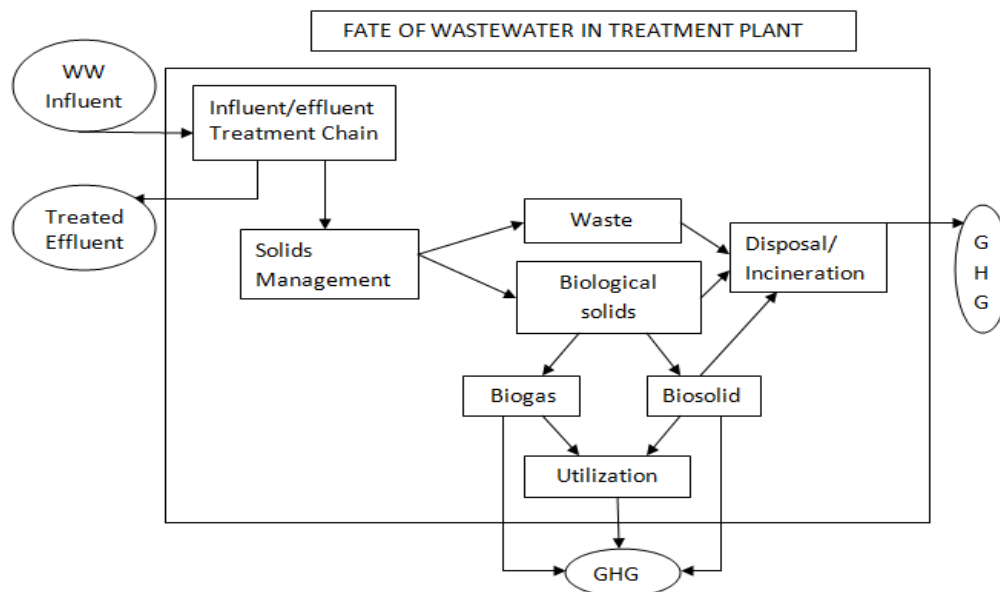 FATE OF WASTEWATER IN TREATMENT PLANT
WW
Influent
Influent/effluent
Treatment Chain
Treated
Effluent
Solids
Management
Waste
Biological
solids
Disposal/
Incineration
G
H
G
Biogas
Biosolid
Utilization
GHG